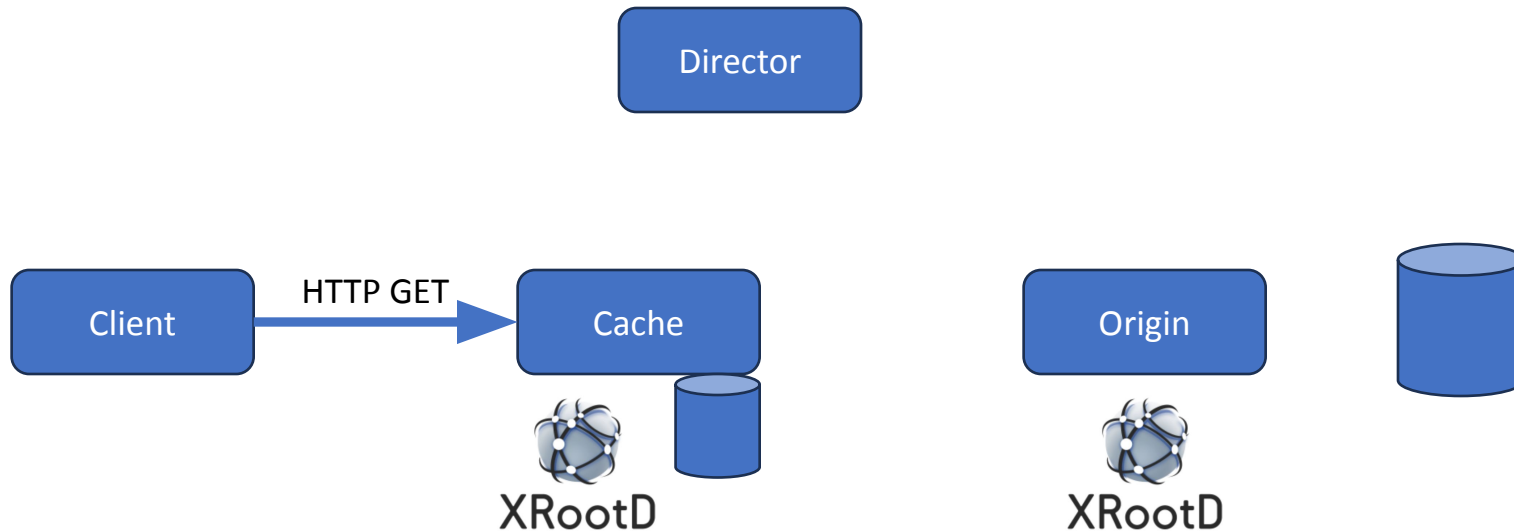 Director
HTTP GET
Client
Cache
Origin
XRootD
XRootD